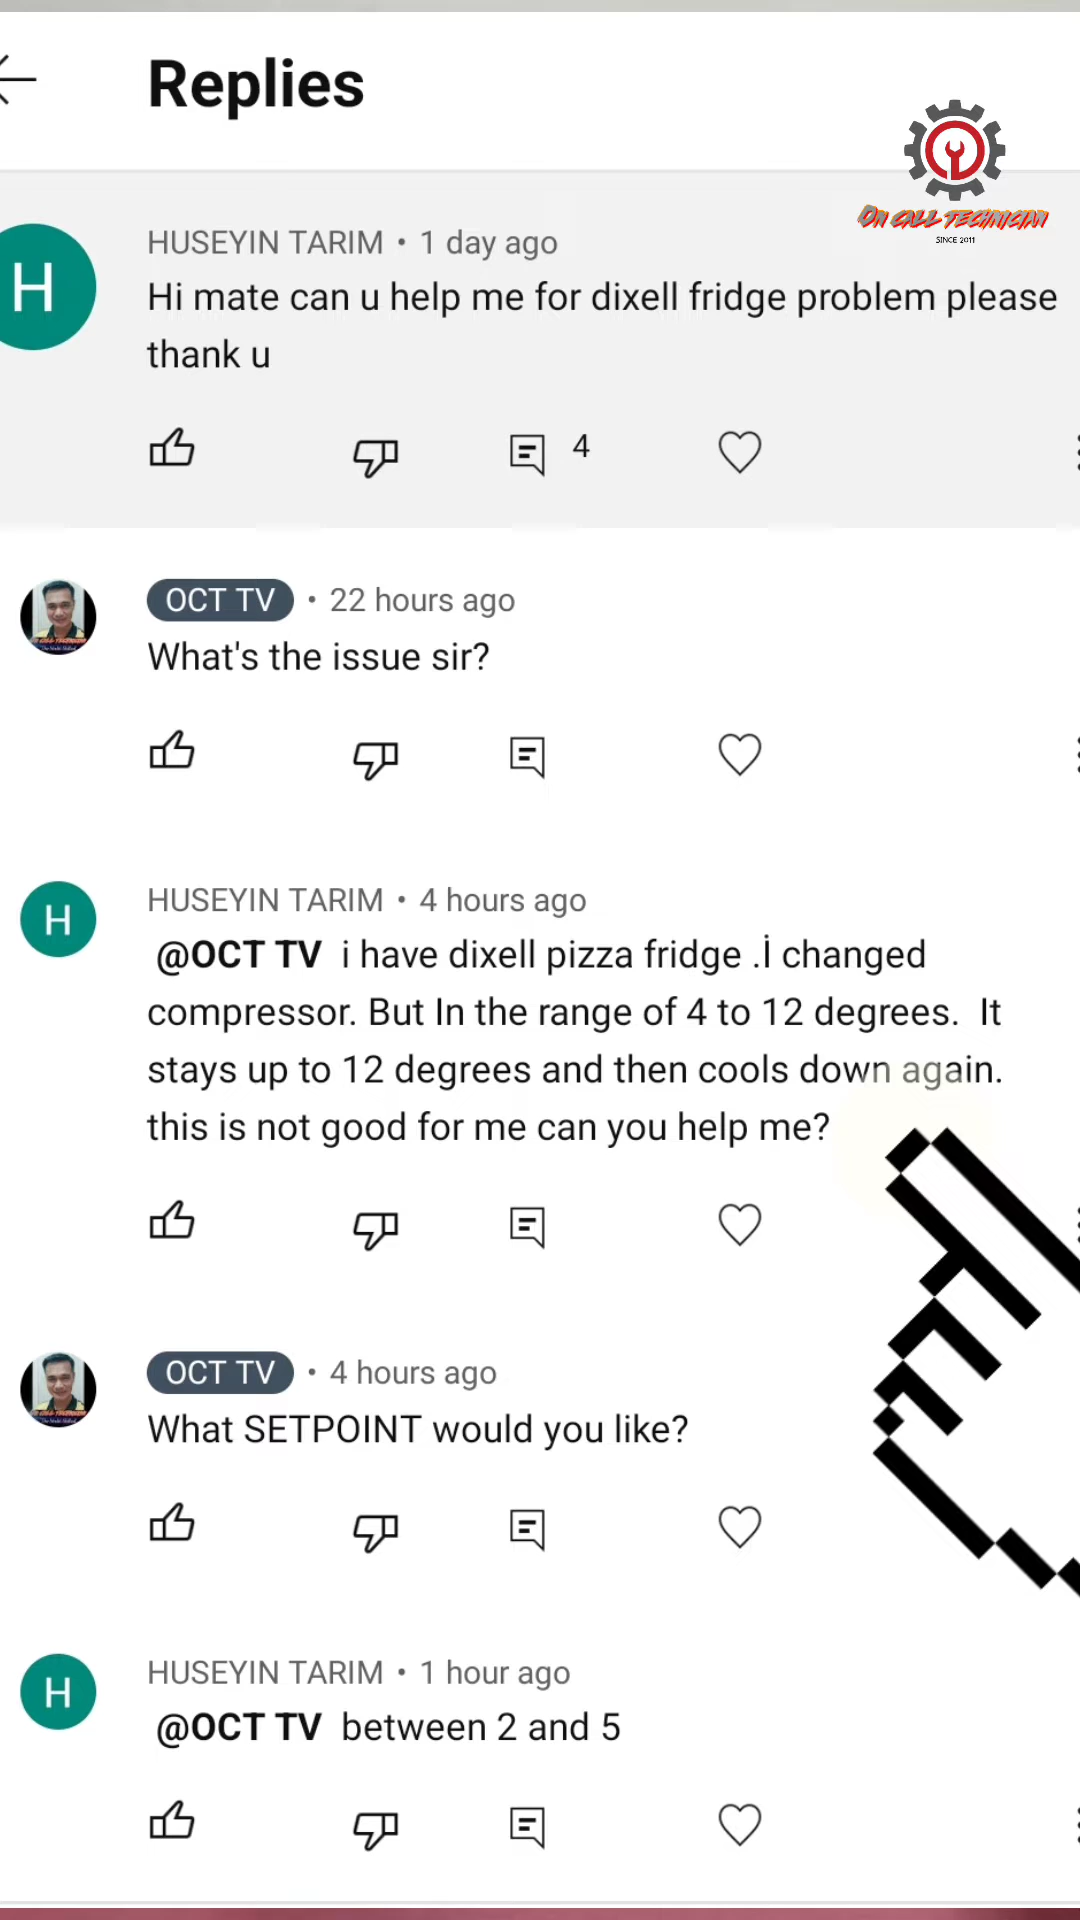 Replies
On Call Technician
SINCE 2011
H
HUSEYIN TARIM • 1 day ago
Hi mate can u help me for dixell fridge problem please
thank u
4
OCT TV • 22 hours ago
What's the issue sir?
H
HUSEYIN TARIM • 4 hours ago
@OCT TV i have dixell pizza fridge .İ changed
compressor. But In the range of 4 to 12 degrees. It
stays up to 12 degrees and then cools down again.
this is not good for me can you help me?
OCT TV • 4 hours ago
What SETPOINT would you like?
H
HUSEYIN TARIM • 1 hour ago
@OCT TV between 2 and 5